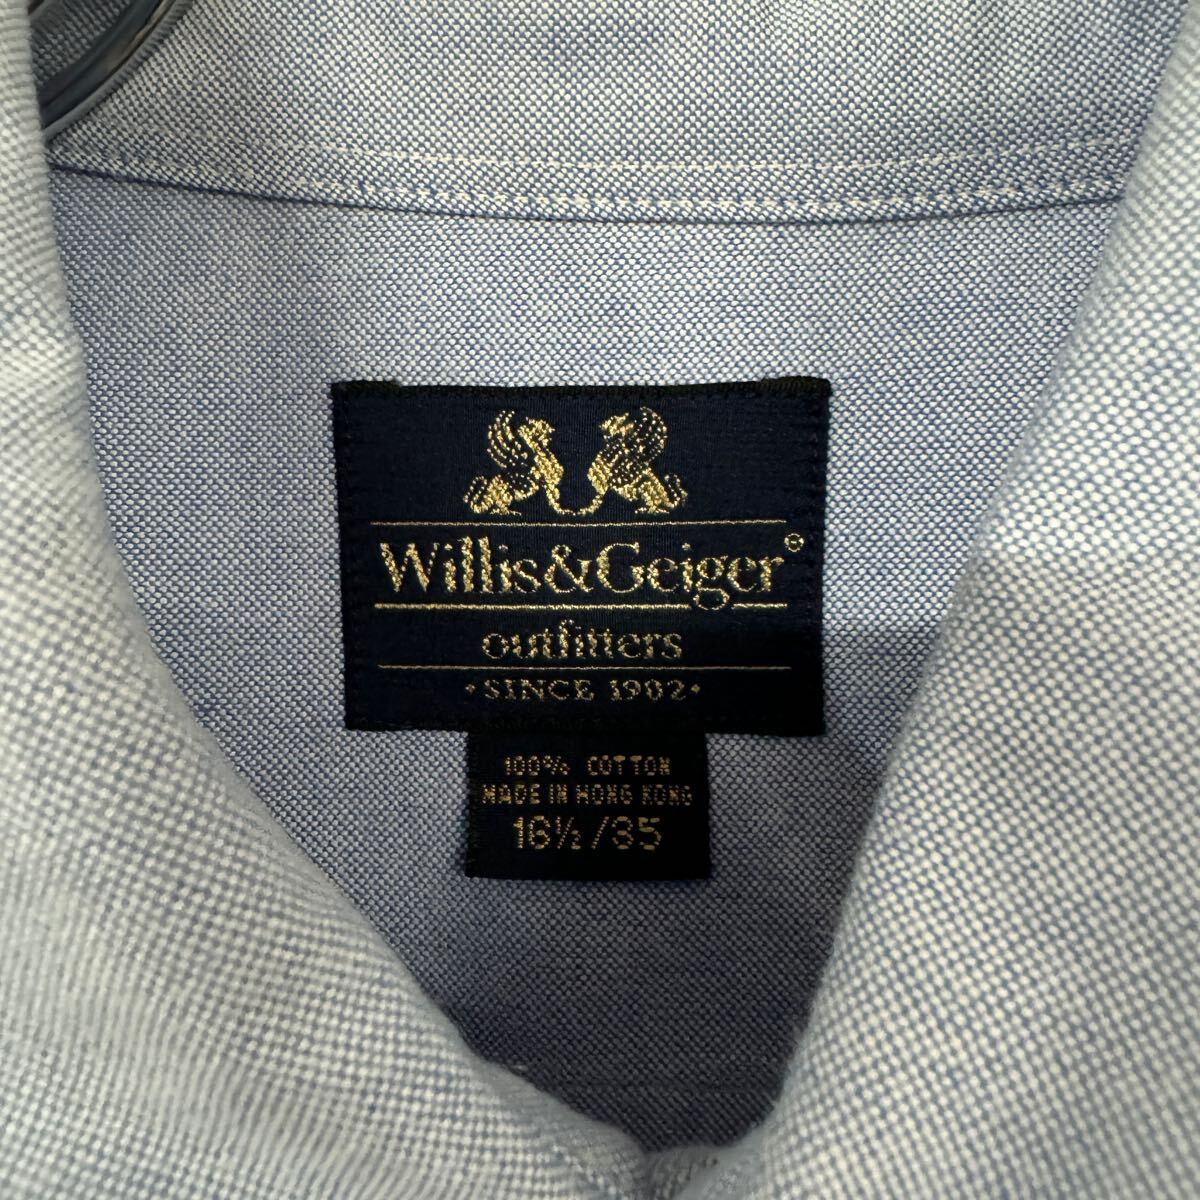 Willis&Geiger®
outfitters
·SINCE 1902·
100% COTTON
MADE IN HONG KONG
16½/35